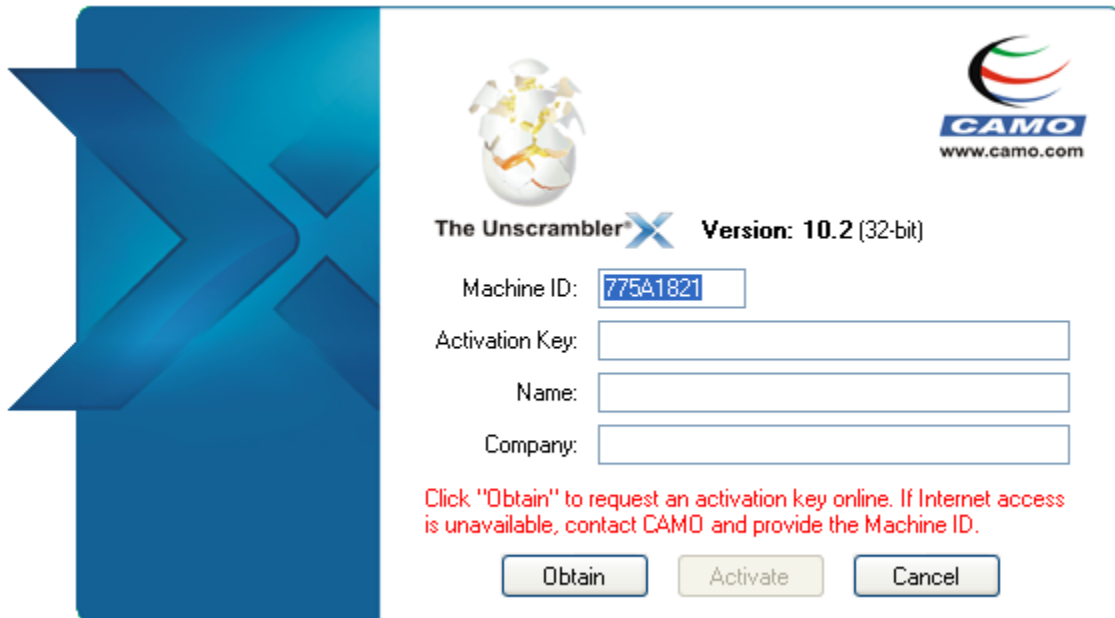 CAMO
www.camo.com
The Unscrambler® X Version: 10.2 (32-bit)
Machine ID: 775A1821
Activation Key:
Name:
Company:
Click "Obtain" to request an activation key online. If Internet access
is unavailable, contact CAMO and provide the Machine ID.
Obtain Activate Cancel